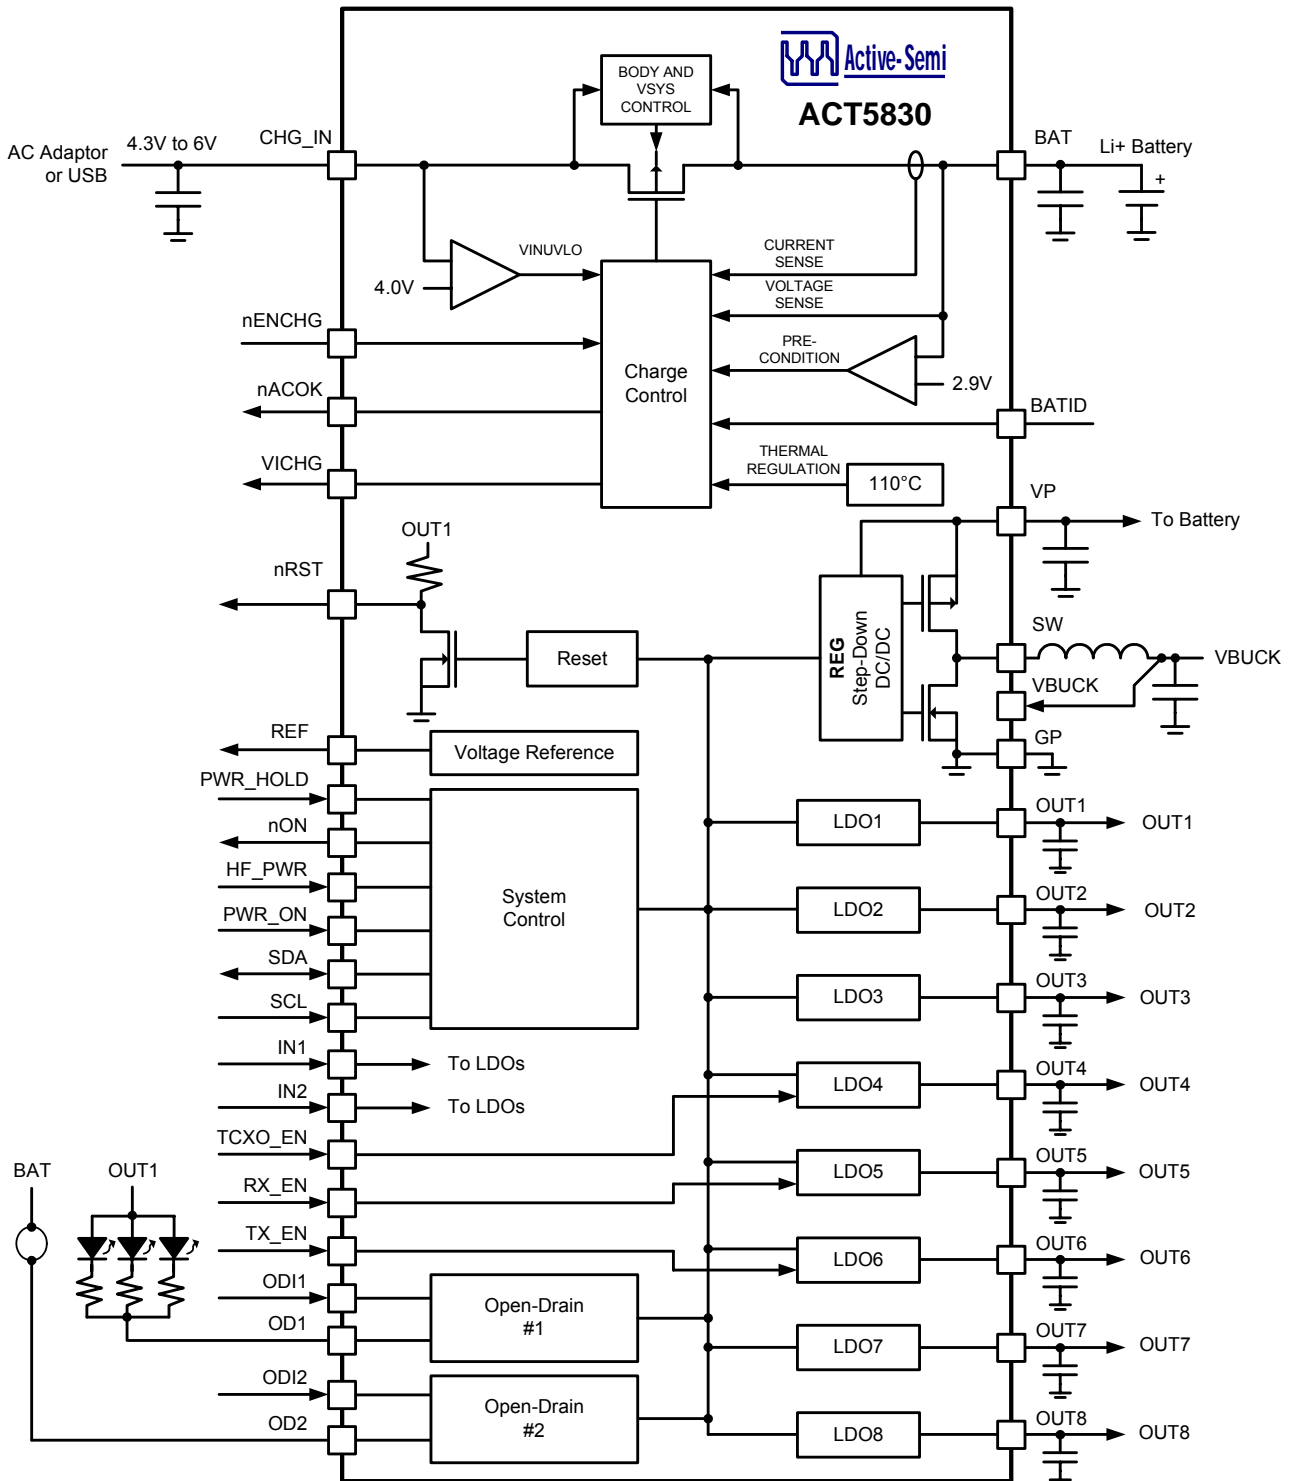 Active-Semi
ACT5830
BODY AND
VSYS
CONTROL
AC Adaptor
or USB
4.3V to 6V
CHG_IN
BAT
Li+ Battery
+
VINUVLO
4.0V
CURRENT
SENSE
VOLTAGE
SENSE
nENCHG
PRE-
CONDITION
2.9V
Charge
Control
nACOK
BATID
VICHG
THERMAL
REGULATION
110°C
VP
To Battery
OUT1
nRST
Reset
REG
Step-Down
DC/DC
SW
VBUCK
VBUCK
GP
REF
Voltage Reference
PWR_HOLD
nON
HF_PWR
PWR_ON
SDA
SCL
System
Control
LDO1
OUT1
OUT1
LDO2
OUT2
OUT2
LDO3
OUT3
OUT3
IN1
To LDOs
IN2
To LDOs
LDO4
OUT4
OUT4
TCXO_EN
RX_EN
LDO5
OUT5
OUT5
TX_EN
LDO6
OUT6
OUT6
BAT
OUT1
ODI1
OD1
Open-Drain
#1
LDO7
OUT7
OUT7
ODI2
OD2
Open-Drain
#2
LDO8
OUT8
OUT8